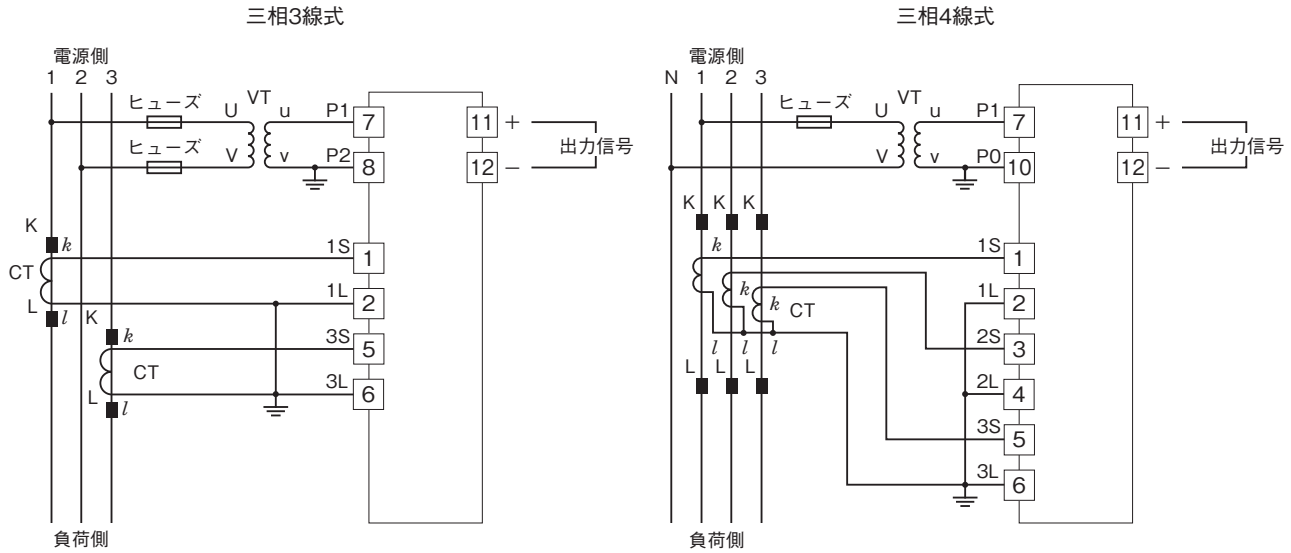 三相3線式
電源側
1 2 3
ヒューズ U VT u P1 7 11 +
出力信号
ヒューズ V v P2 8 12 −
K k 1S 1
CT
L l 1L 2
K k 3S 5
CT
L l 3L 6
負荷側
三相4線式
電源側
N 1 2 3
ヒューズ U VT u P1 7 11 +
出力信号
V v P0 10 12 −
K K K
k 1S 1
k k CT 1L 2
l l l 2S 3
L L L
2L 4
3S 5
3L 6
負荷側